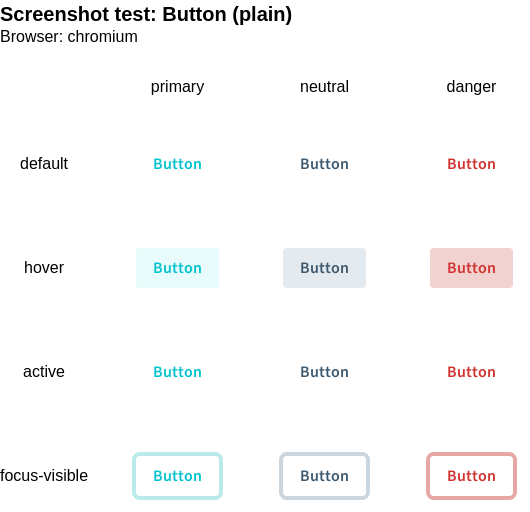 Screenshot test: Button (plain)
Browser: chromium
primary neutral danger
default Button Button Button
hover Button Button Button
active Button Button Button
focus-visible Button Button Button